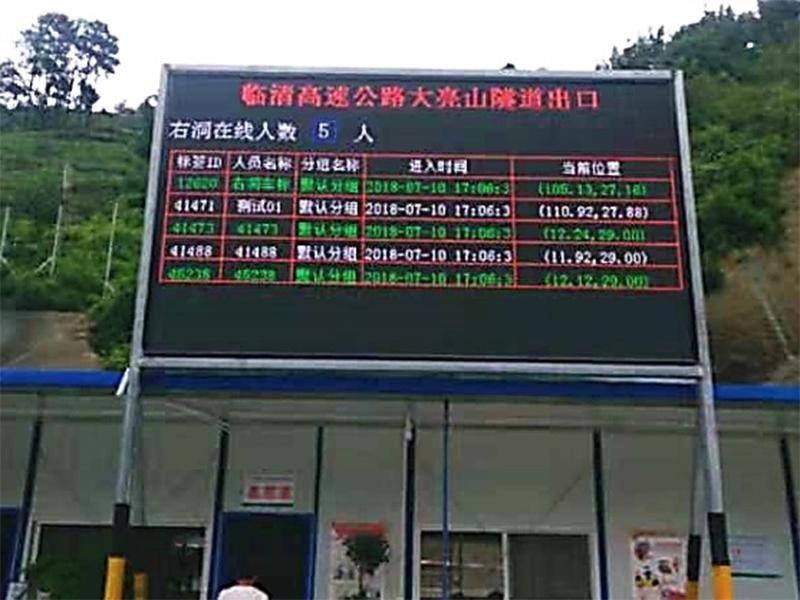 临清高速公路大亮山隧道出口
右洞在线人数 5 人
标签ID 人员名称 分组名称 进入时间 当前位置
12020 右洞车标 默认分组 2018-07-10 17:06:3 (105.13,27.16)
41471 测试01 默认分组 2018-07-10 17:06:3 (110.92,27.88)
41473 41473 默认分组 2018-07-10 17:06:3 (12.24,29.00)
41488 41488 默认分组 2018-07-10 17:06:3 (11.92,29.00)
45238 45238 默认分组 2018-07-10 17:06:3 (12.12,29.00)